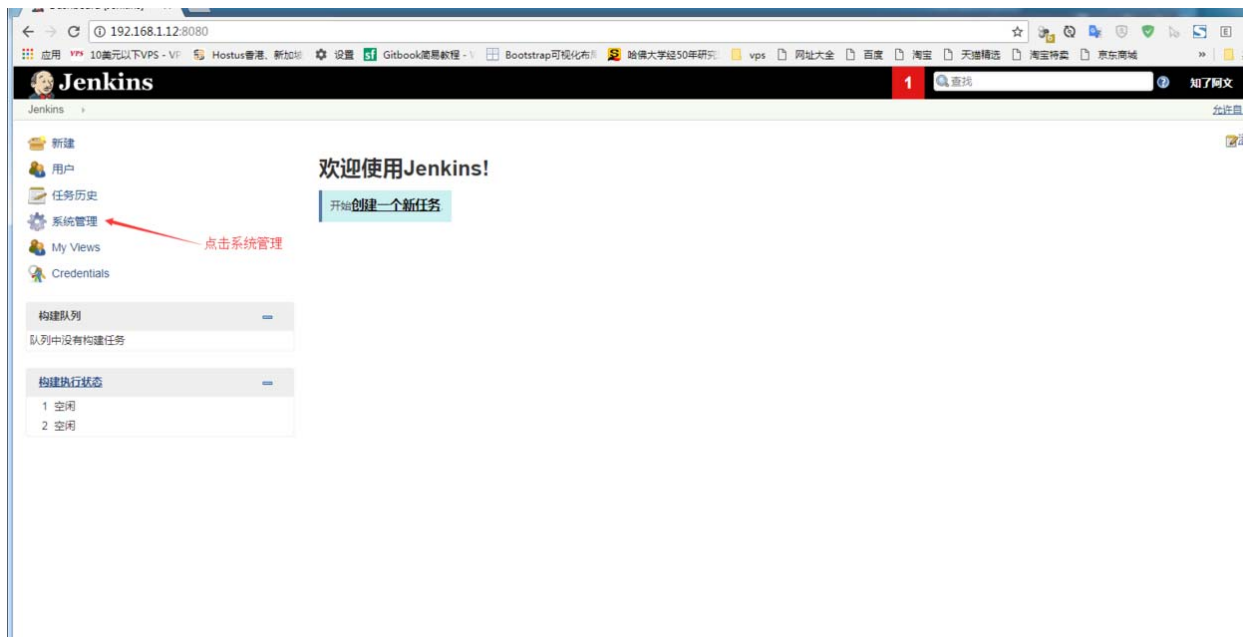 192.168.1.12:8080
应用 VPS 10美元以下VPS - VF Hostus香港、新加坡 设置 sf Gitbook简易教程 - Bootstrap可视化布局 哈佛大学经50年研究 vps 网址大全 百度 淘宝 天猫精选 淘宝特卖 京东商城 »
Jenkins 1 查找 知了阿文
Jenkins › 允许自
新建
用户
欢迎使用Jenkins!
任务历史
开始创建一个新任务.
系统管理
点击系统管理
My Views
Credentials
构建队列
队列中没有构建任务
构建执行状态
1 空闲
2 空闲